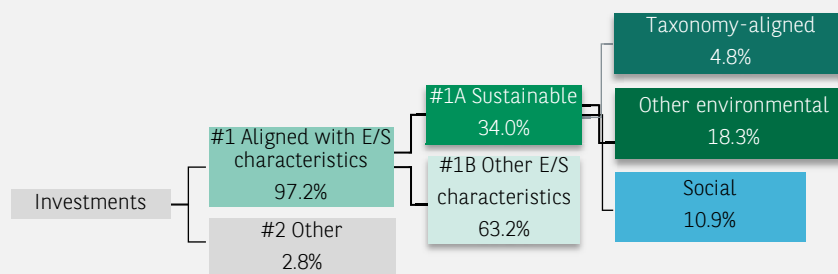 Investments
#1 Aligned with E/S
characteristics
97.2%
#2 Other
2.8%
#1A Sustainable
34.0%
#1B Other E/S
characteristics
63.2%
Taxonomy-aligned
4.8%
Other environmental
18.3%
Social
10.9%